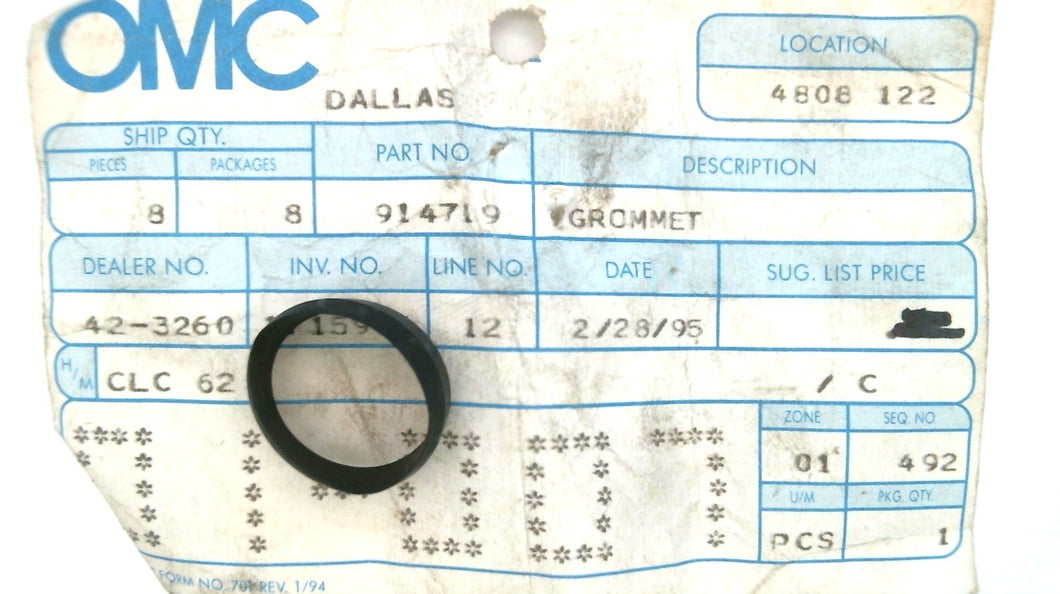 OMC
DALLAS
LOCATION
4808 122
SHIP QTY.
PIECES PACKAGES PART NO. DESCRIPTION
8 8 914719 GROMMET
DEALER NO. INV. NO. LINE NO. DATE SUG. LIST PRICE
42-3260 159 12 2/28/95
H/M CLC 62 / C
ZONE SEQ. NO
01 492
U/M PKG. QTY.
PCS 1
FORM NO. 701 REV. 1/94